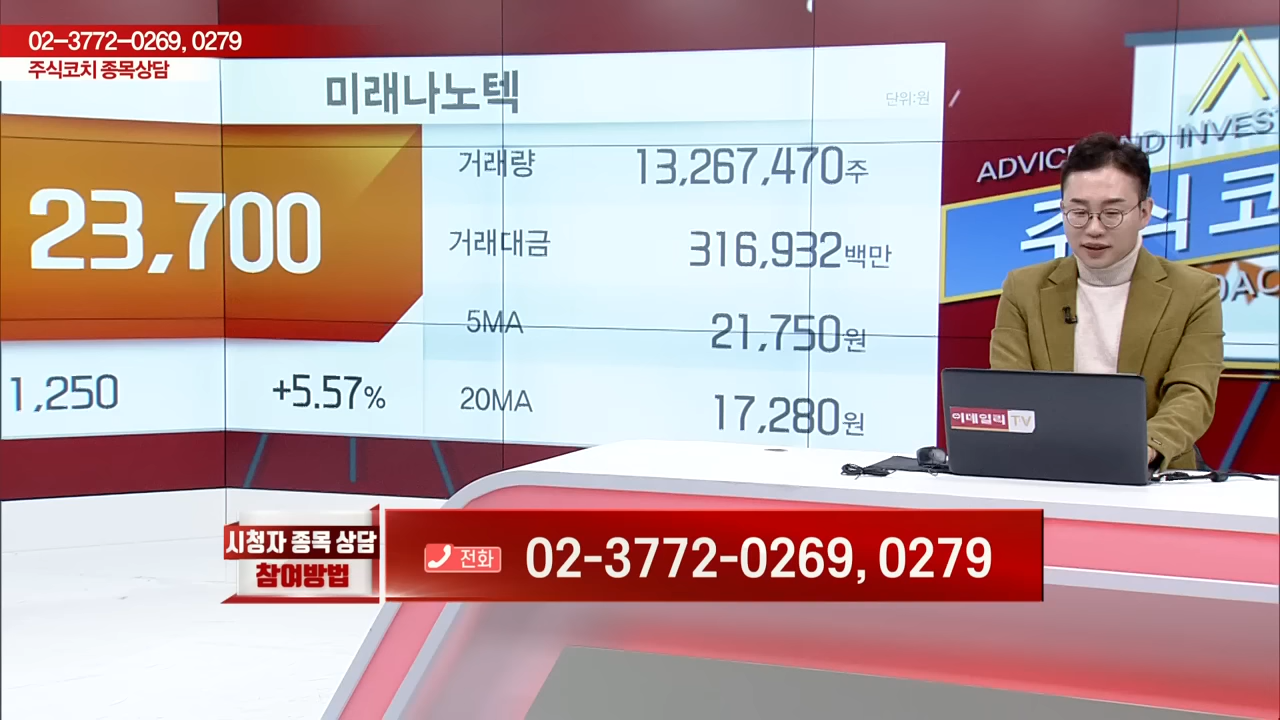 02-3772-0269, 0279
주식코치 종목상담
미래나노텍
단위:원
23,700
1,250
+5.57%
거래량 13,267,470주
거래대금 316,932백만
5MA 21,750원
20MA 17,280원
ADVICE AND INVEST
주식코
OAC
이데일리 TV
시청자 종목 상담
참여방법
전화 02-3772-0269, 0279